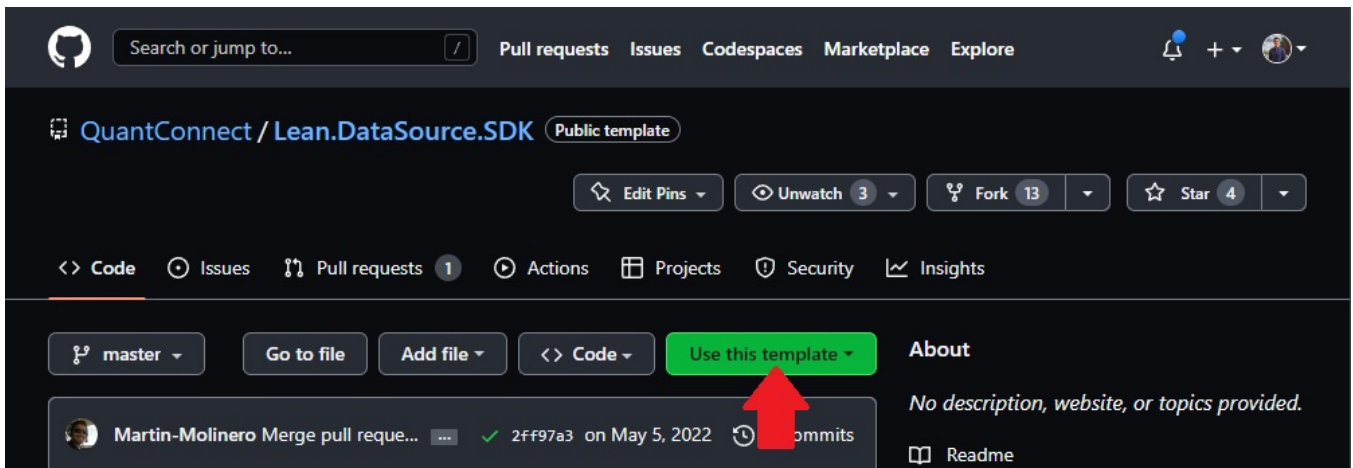 Search or jump to... / Pull requests Issues Codespaces Marketplace Explore
QuantConnect / Lean.DataSource.SDK Public template
Edit Pins Unwatch 3 Fork 13 Star 4
<> Code Issues Pull requests 1 Actions Projects Security Insights
master Go to file Add file <> Code Use this template About
No description, website, or topics provided.
Martin-Molinero Merge pull reque... ... 2ff97a3 on May 5, 2022
Readme